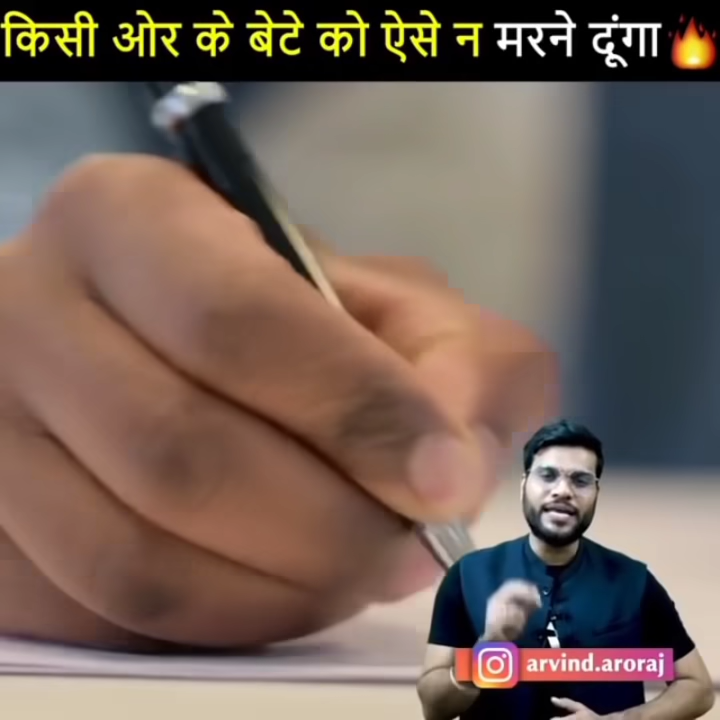 किसी ओर के बेटे को ऐसे न मरने दूंगा🔥
arvind.aroraj